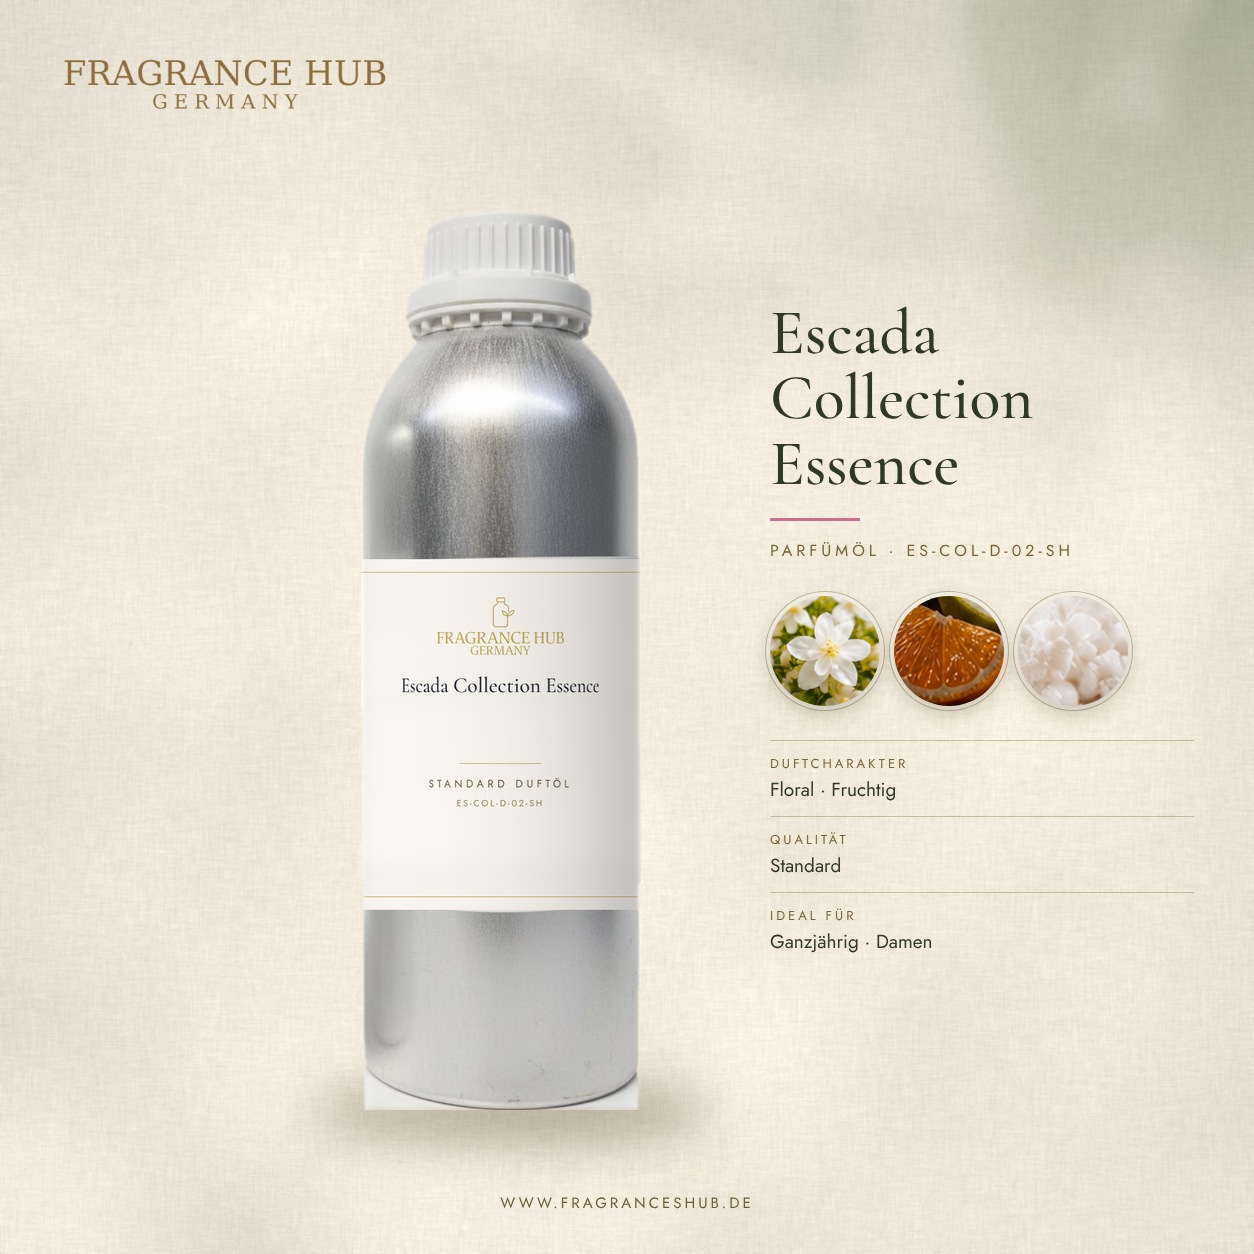 FRAGRANCE HUB
GERMANY
Escada
Collection
Essence
PARFÜMÖL · ES-COL-D-02-SH
FRAGRANCE HUB
GERMANY
Escada Collection Essence
STANDARD DUFTÖL
ES-COL-D-02-SH
DUFTCHARAKTER
Floral · Fruchtig
QUALITÄT
Standard
IDEAL FÜR
Ganzjährig · Damen
WWW.FRAGRANCESHUB.DE